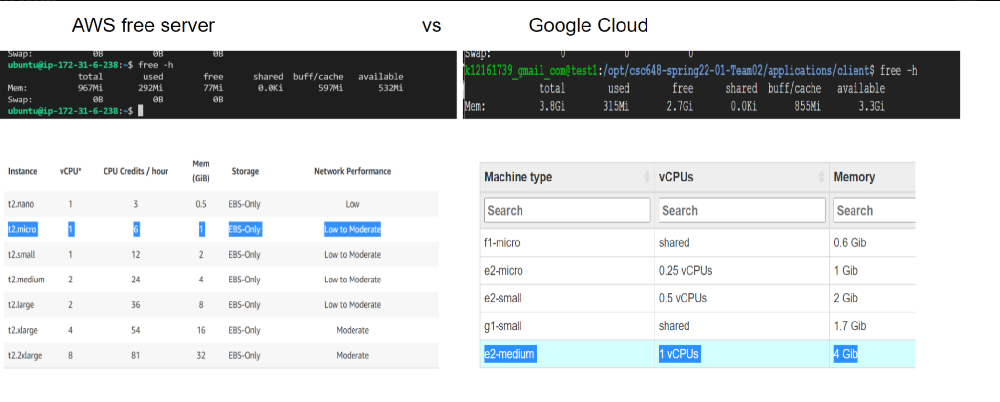 AWS free server vs Google Cloud
Swap: 0B 0B 0B
ubuntu@ip-172-31-6-238:~$ free -h
total used free shared buff/cache available
Mem: 967Mi 292Mi 77Mi 0.0Ki 597Mi 532Mi
Swap: 0B 0B 0B
ubuntu@ip-172-31-6-238:~$
Swap: 0 0 0
k12161739_gmail_com@test1:/opt/csc648-spring22-01-Team02/applications/client$ free -h
total used free shared buff/cache available
Mem: 3.8Gi 315Mi 2.7Gi 0.0Ki 855Mi 3.3Gi
Instance vCPU* CPU Credits / hour Mem (GiB) Storage Network Performance
t2.nano 1 3 0.5 EBS-Only Low
t2.micro 1 6 1 EBS-Only Low to Moderate
t2.small 1 12 2 EBS-Only Low to Moderate
t2.medium 2 24 4 EBS-Only Low to Moderate
t2.large 2 36 8 EBS-Only Low to Moderate
t2.xlarge 4 54 16 EBS-Only Moderate
t2.2xlarge 8 81 32 EBS-Only Moderate
Machine type vCPUs Memory
Search Search Search
f1-micro shared 0.6 Gib
e2-micro 0.25 vCPUs 1 Gib
e2-small 0.5 vCPUs 2 Gib
g1-small shared 1.7 Gib
e2-medium 1 vCPUs 4 Gib